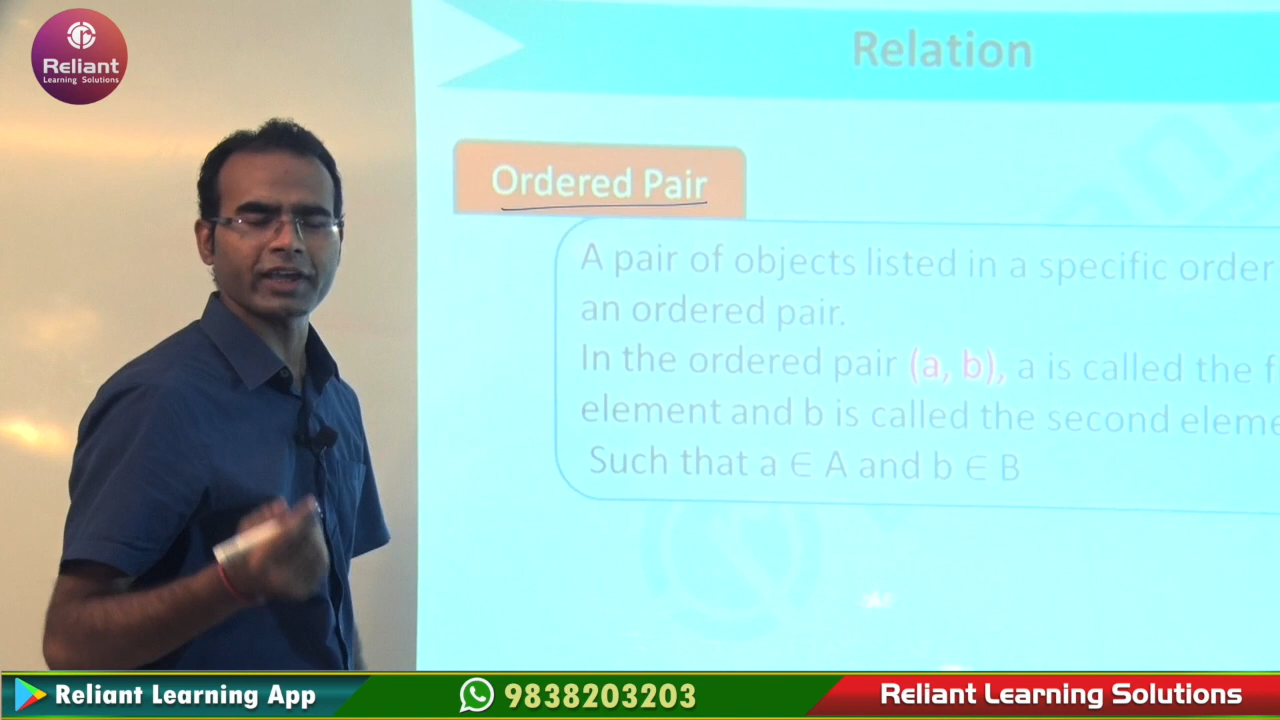 Reliant
Learning Solutions
Relation
Ordered Pair
A pair of objects listed in a specific order
an ordered pair.
In the ordered pair (a, b), a is called the
element and b is called the second
Such that a ∈ A and b ∈ B
Reliant Learning App
9838203203
Reliant Learning Solutions